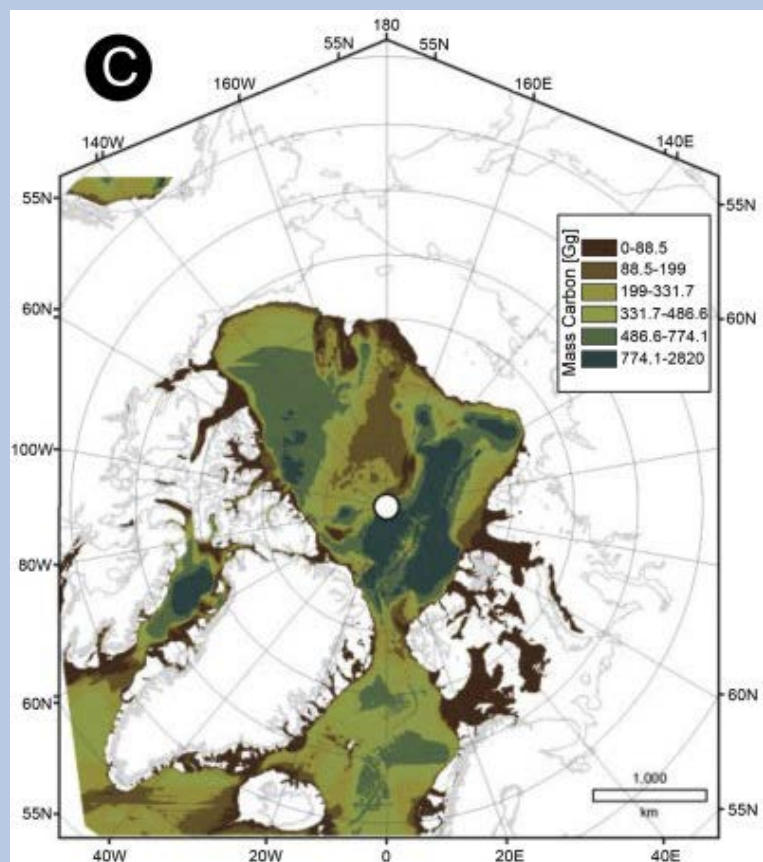 C
180
55N
55N
160W
160E
140W
140E
55N
55N
Mass Carbon [Gg]
0-88.5
88.5-199
199-331.7
331.7-486.6
486.6-774.1
774.1-2820
60N
60N
100W
80W
60N
60N
1,000
km
55N
55N
40W
20W
0
20E